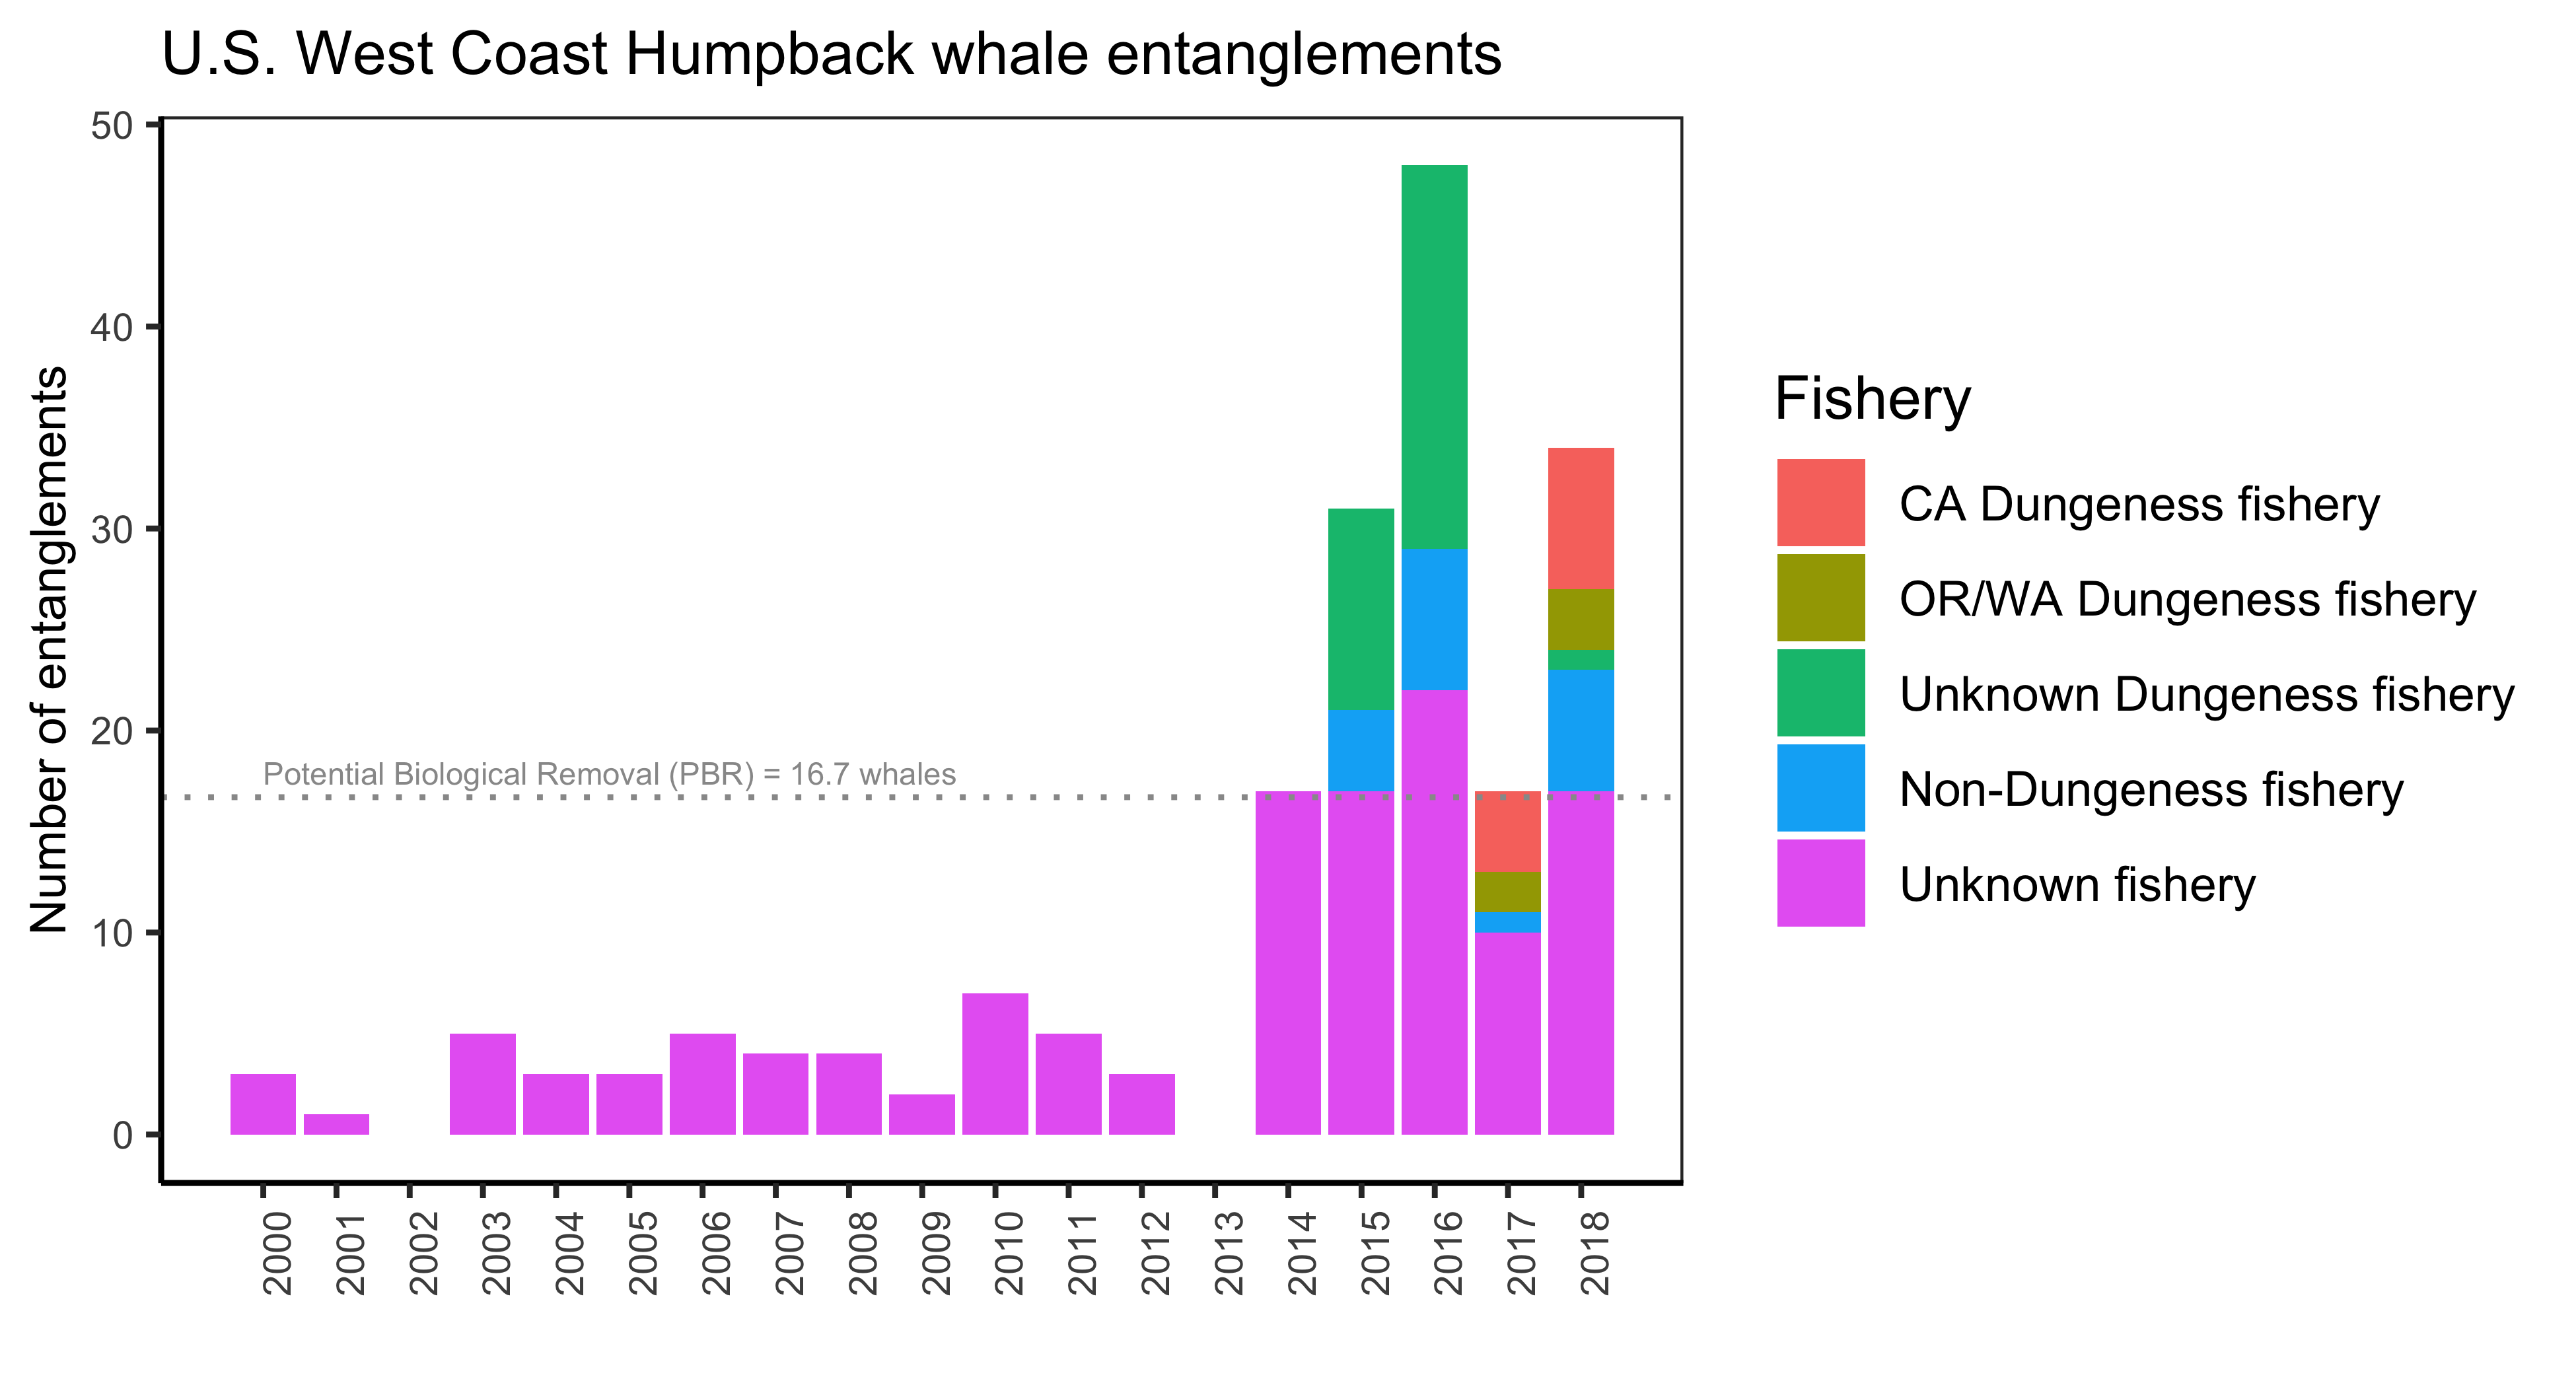 U.S. West Coast Humpback whale entanglements
Number of entanglements
50
40
30
20
10
0
Potential Biological Removal (PBR) = 16.7 whales
2000
2001
2002
2003
2004
2005
2006
2007
2008
2009
2010
2011
2012
2013
2014
2015
2016
2017
2018
Fishery
CA Dungeness fishery
OR/WA Dungeness fishery
Unknown Dungeness fishery
Non-Dungeness fishery
Unknown fishery